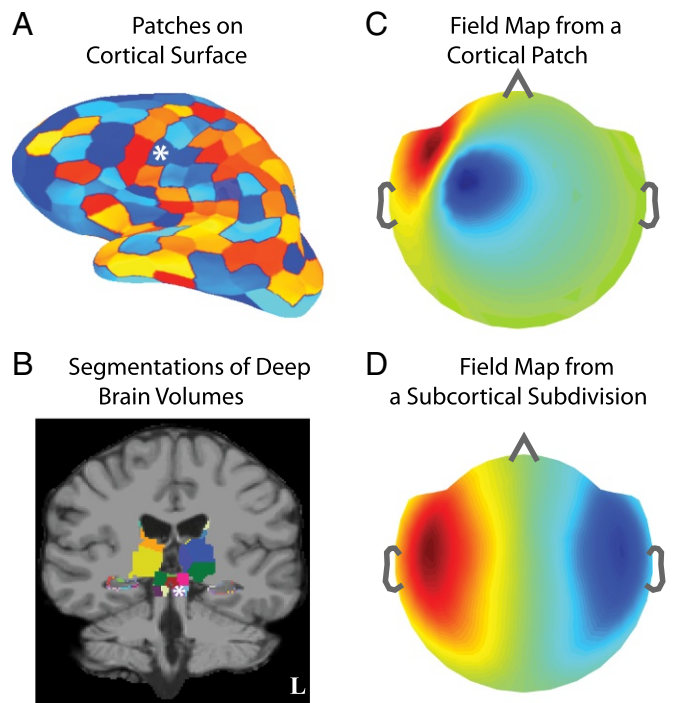 A
Patches on
Cortical Surface
*
B
Segmentations of Deep
Brain Volumes
*
L
C
Field Map from a
Cortical Patch
D
Field Map from
a Subcortical Subdivision